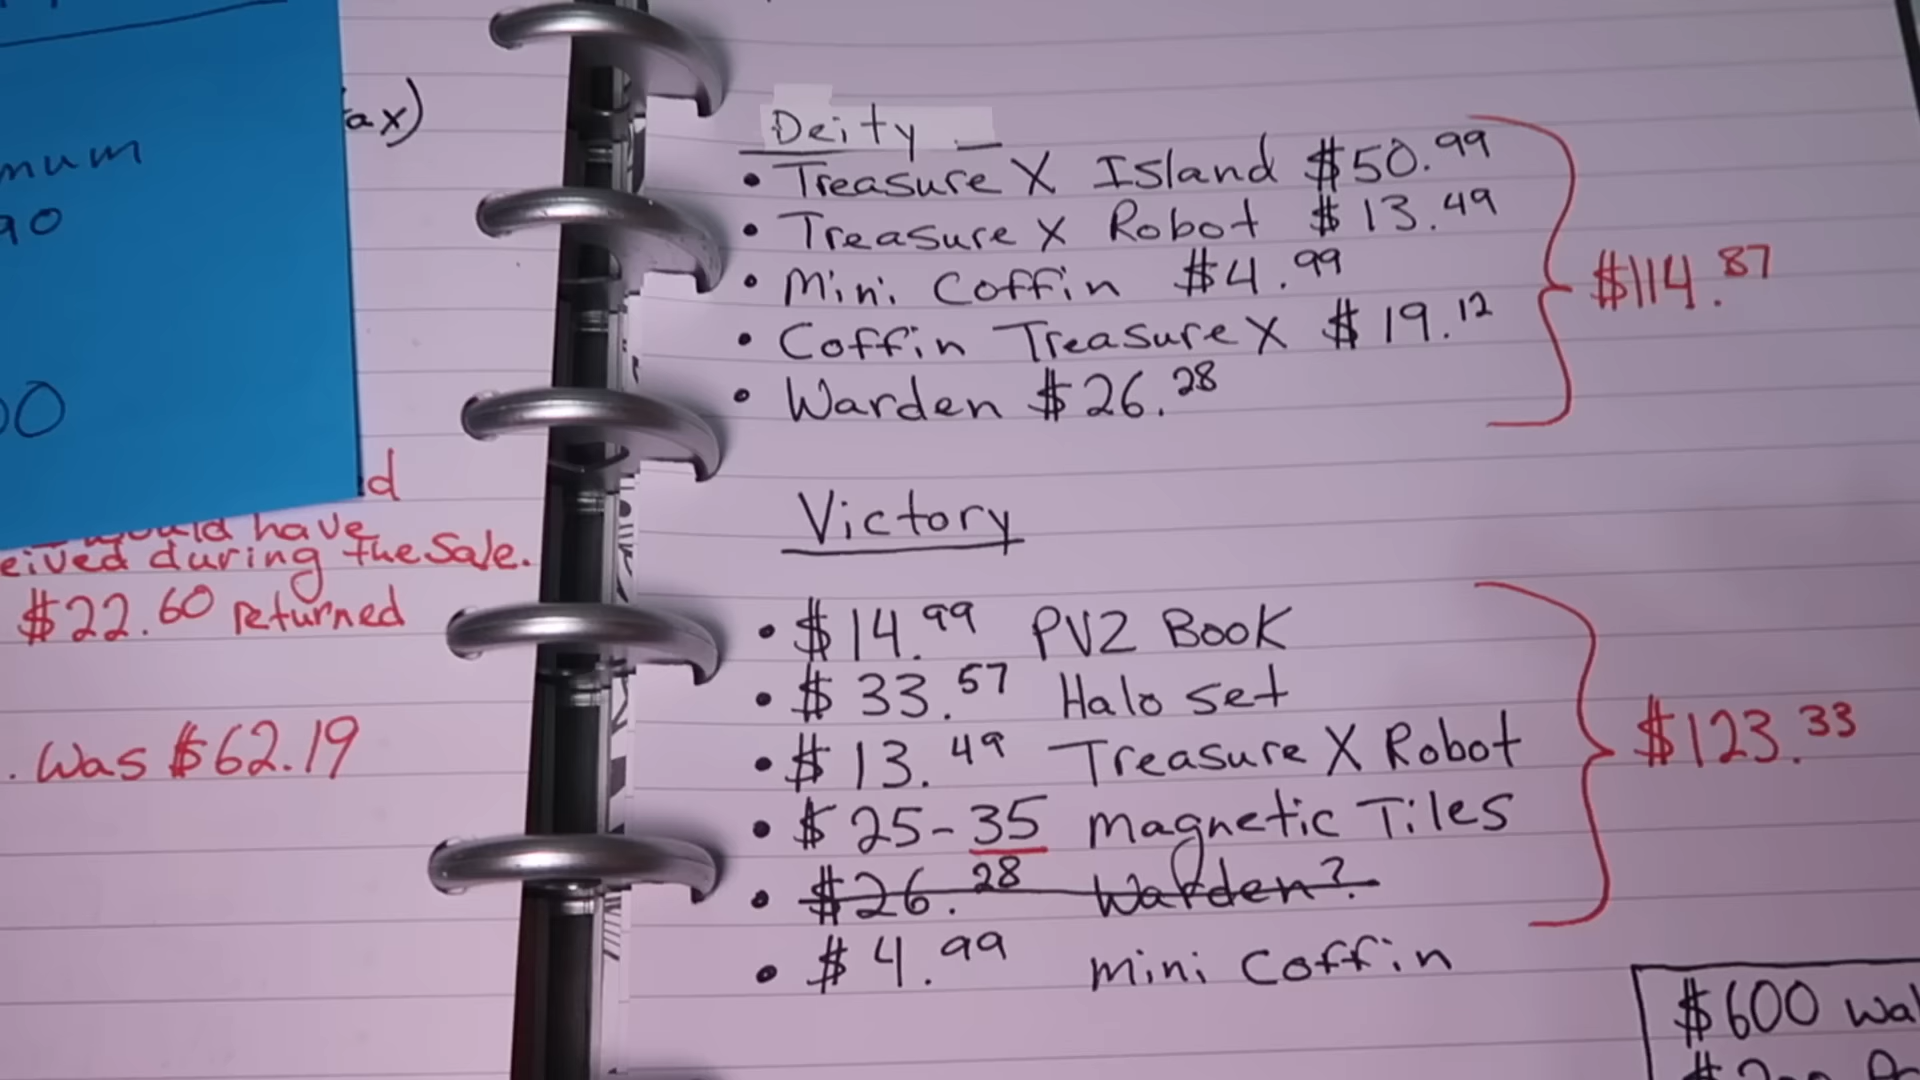 mum
90
00
ax)
d
would have
eived during the Sale.
$22.60 returned
. Was $62.19
Deity
• Treasure X Island $50.99
• Treasure X Robot $13.49
• Mini Coffin $4.99
• Coffin Treasure X $19.12
• Warden $26.28
$114.87
Victory
• $14.99 PVZ Book
• $33.57 Halo set
• $13.49 Treasure X Robot
• $25-35 Magnetic Tiles
• $26.28 Warden?
• $4.99 mini Coffin
$123.33
$600 Wal